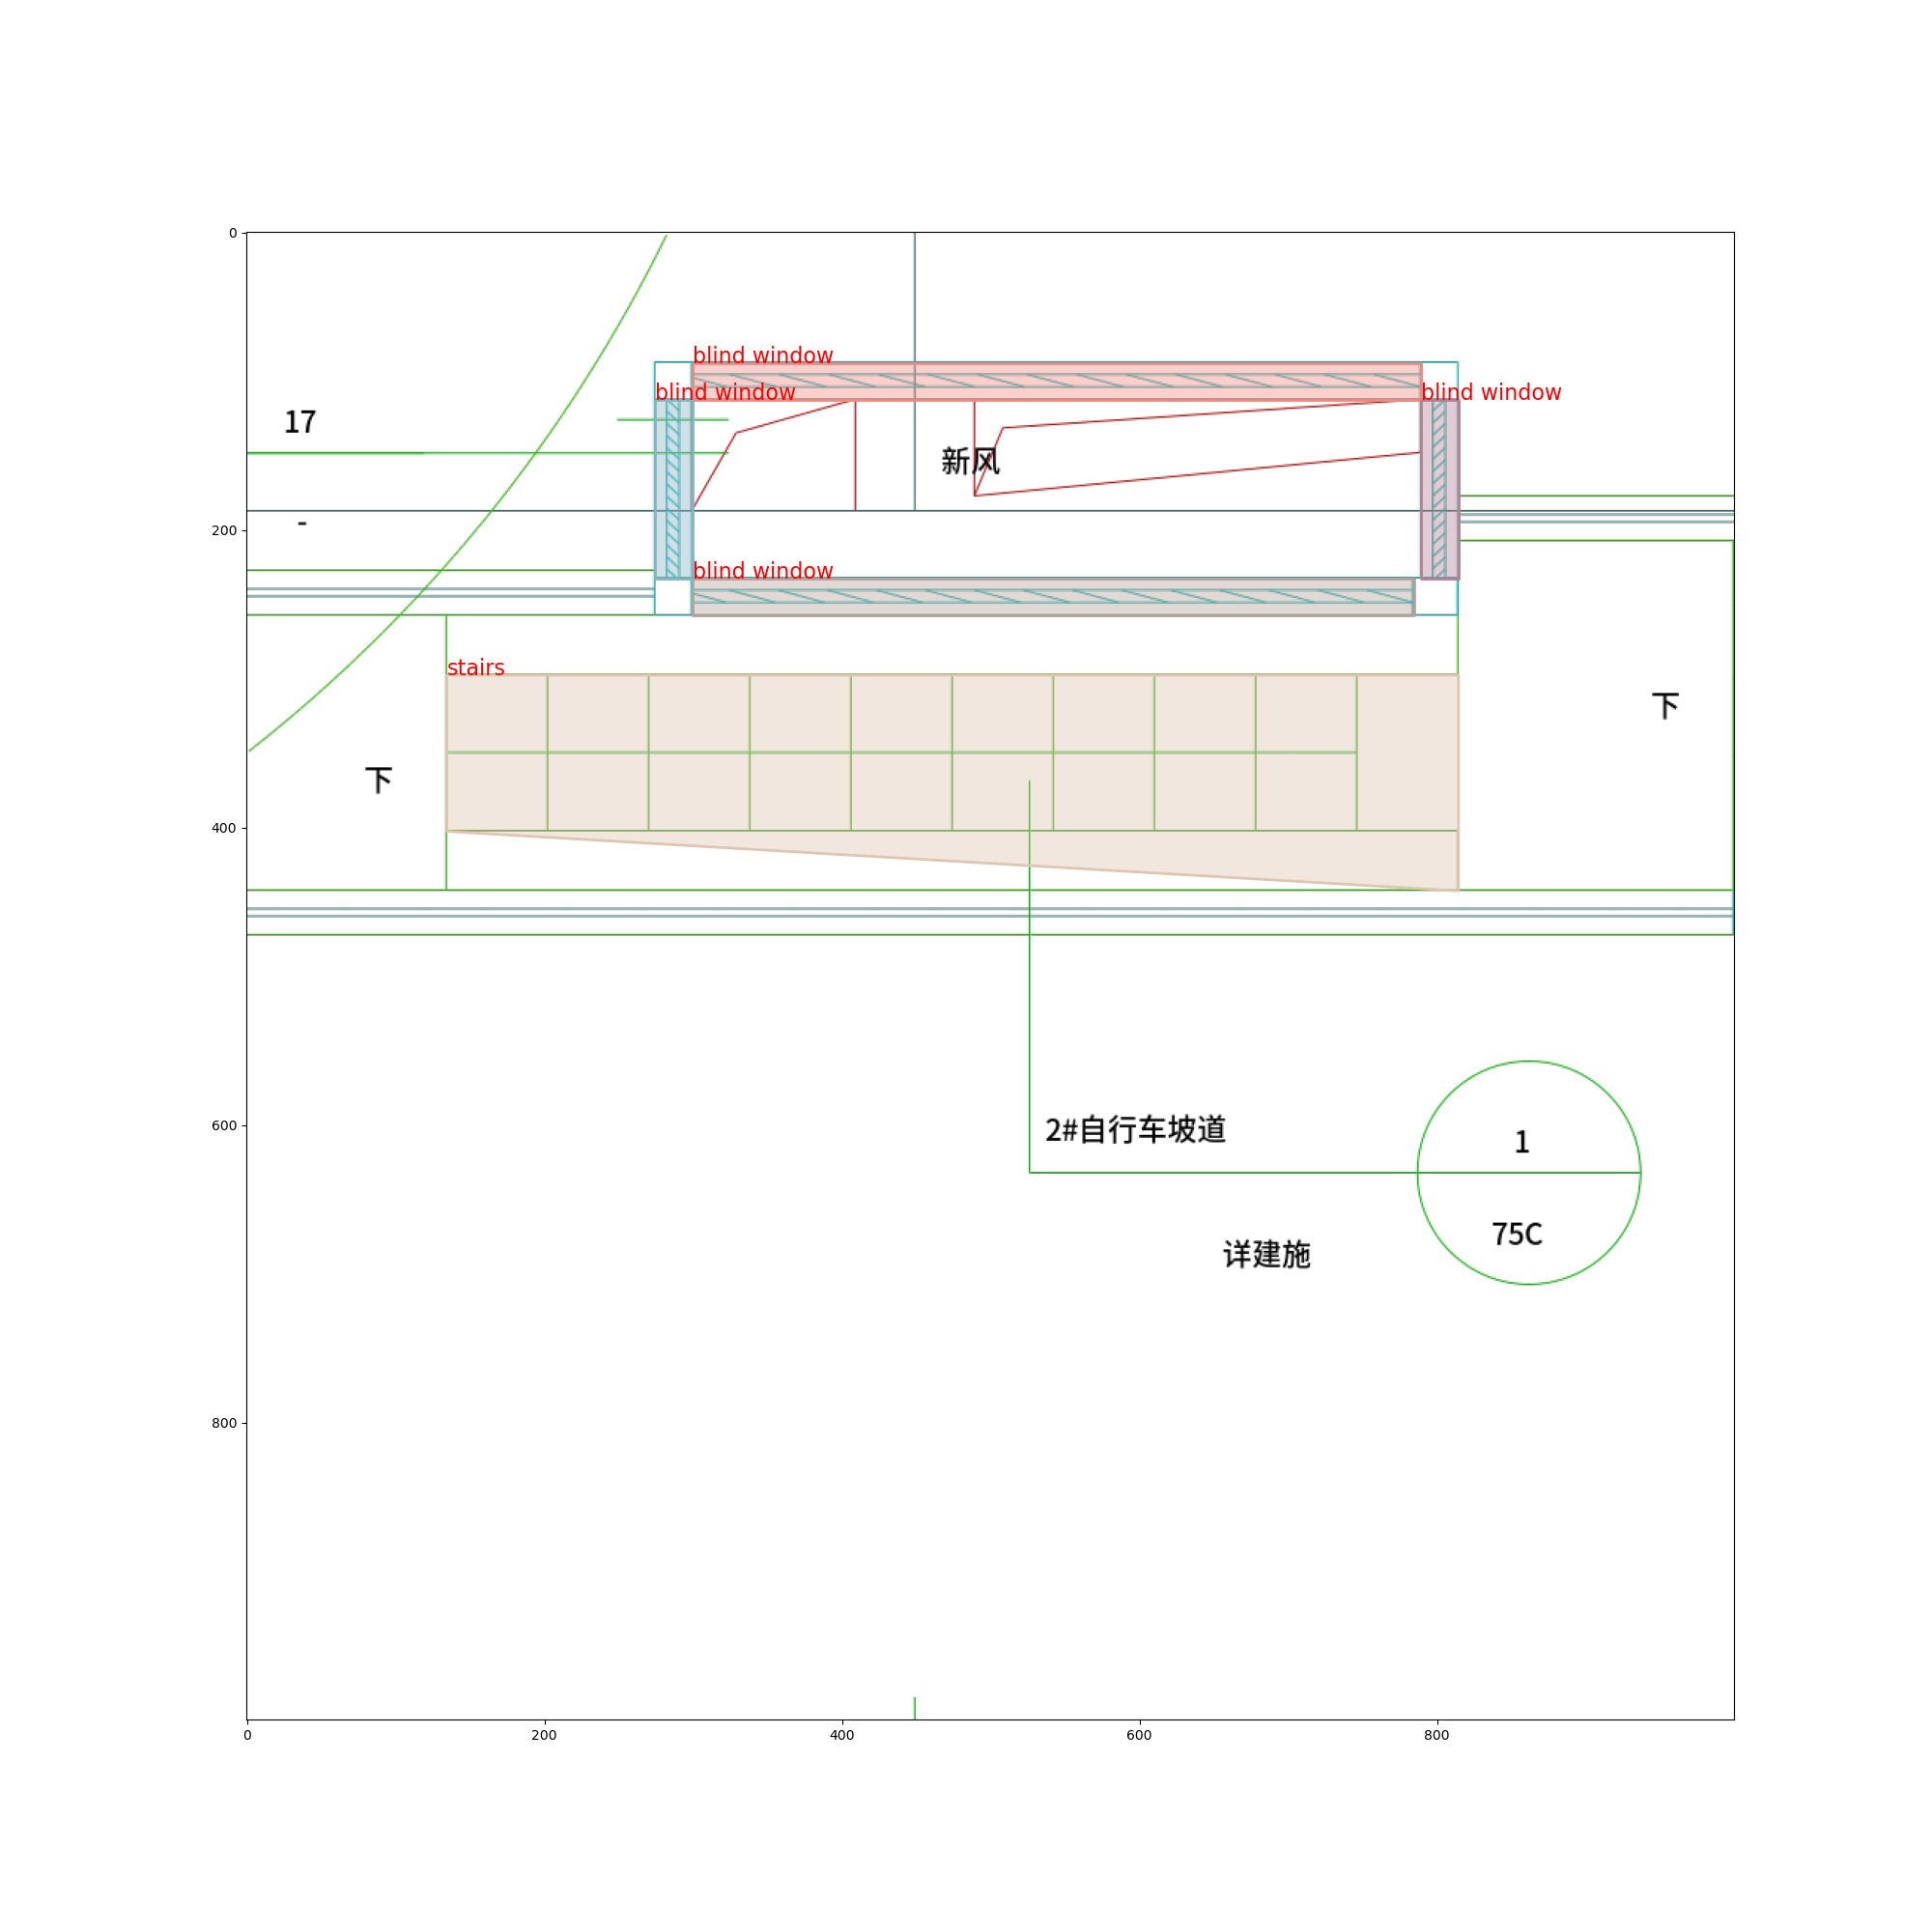 0
blind window
blind window
blind window
17
新风
-
200
blind window
stairs
下
下
400
600
2#自行车坡道
1
75C
详建施
800
0
200
400
600
800